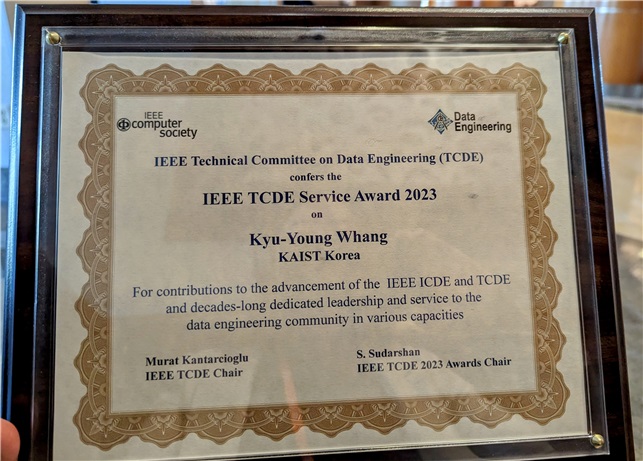 IEEE
computer
society
Data
Engineering
IEEE Technical Committee on Data Engineering (TCDE)
confers the
IEEE TCDE Service Award 2023
on
Kyu-Young Whang
KAIST Korea
For contributions to the advancement of the IEEE ICDE and TCDE
and decades-long dedicated leadership and service to the
data engineering community in various capacities
Murat Kantarcioglu
IEEE TCDE Chair
S. Sudarshan
IEEE TCDE 2023 Awards Chair